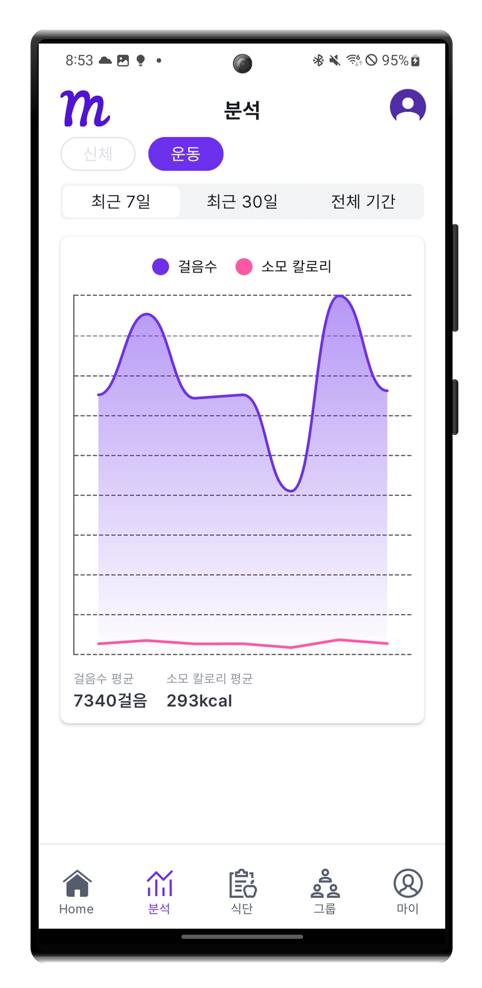 8:53
95%
m
분석
신체
운동
최근 7일
최근 30일
전체 기간
걸음수
소모 칼로리
걸음수 평균
소모 칼로리 평균
7340걸음
293kcal
Home
분석
식단
그룹
마이